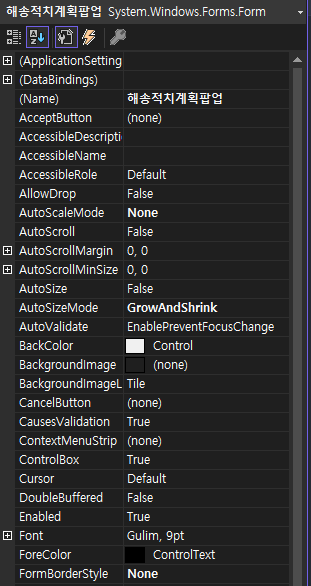 해송적치계획팝업 System.Windows.Forms.Form
(ApplicationSetting
(DataBindings)
(Name) 해송적치계획팝업
AcceptButton (none)
AccessibleDescriptio
AccessibleName
AccessibleRole Default
AllowDrop False
AutoScaleMode None
AutoScroll False
AutoScrollMargin 0, 0
AutoScrollMinSize 0, 0
AutoSize False
AutoSizeMode GrowAndShrink
AutoValidate EnablePreventFocusChange
BackColor Control
BackgroundImage (none)
BackgroundImageL Tile
CancelButton (none)
CausesValidation True
ContextMenuStrip (none)
ControlBox True
Cursor Default
DoubleBuffered False
Enabled True
Font Gulim, 9pt
ForeColor ControlText
FormBorderStyle None